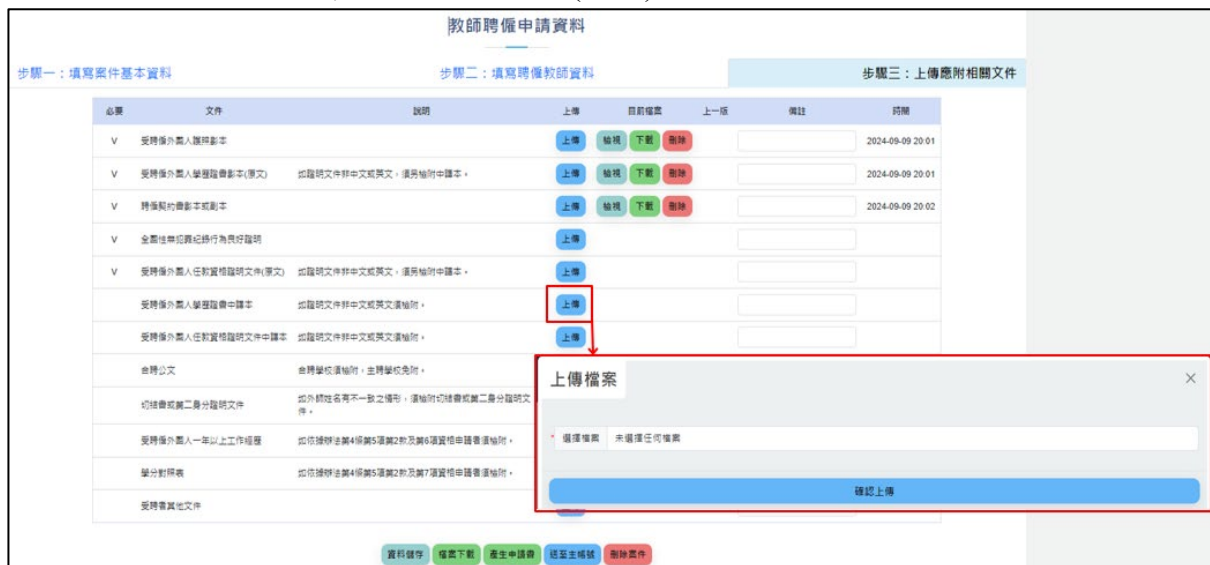 教師聘僱申請資料
步驟一：填寫案件基本資料 步驟二：填寫聘僱教師資料 步驟三：上傳應附相關文件
必要 文件 說明 上傳 目前檔案 上一版 備註 時間
V 受聘僱外國人護照影本 上傳 檢視 下載 刪除 2024-09-09 20:01
V 受聘僱外國人學歷證書影本(原文) 如證明文件非中文或英文，須另檢附中譯本。 上傳 檢視 下載 刪除 2024-09-09 20:01
V 聘僱契約書影本或副本 上傳 檢視 下載 刪除 2024-09-09 20:02
V 全國性無犯罪紀錄行為良好證明 上傳
V 受聘僱外國人任教資格證明文件(原文) 如證明文件非中文或英文，須另檢附中譯本。 上傳
受聘僱外國人學歷證書中譯本 如證明文件非中文或英文須檢附。 上傳
受聘僱外國人任教資格證明文件中譯本 如證明文件非中文或英文須檢附。 上傳
合聘公文 合聘學校須檢附，主聘學校免附。
切結書或第二身分證明文件 如外師姓名有不一致之情形，須檢附切結書或第二身分證明文
件。
受聘僱外國人一年以上工作經歷 如依據辦法第4條第5項第2款及第6項資格申請者須檢附。
學分對照表 如依據辦法第4條第5項第2款及第7項資格申請者須檢附。
受聘者其他文件
上傳檔案 ×
* 選擇檔案 未選擇任何檔案
確認上傳
資料儲存 檔案下載 產生申請書 送至主帳號 刪除案件